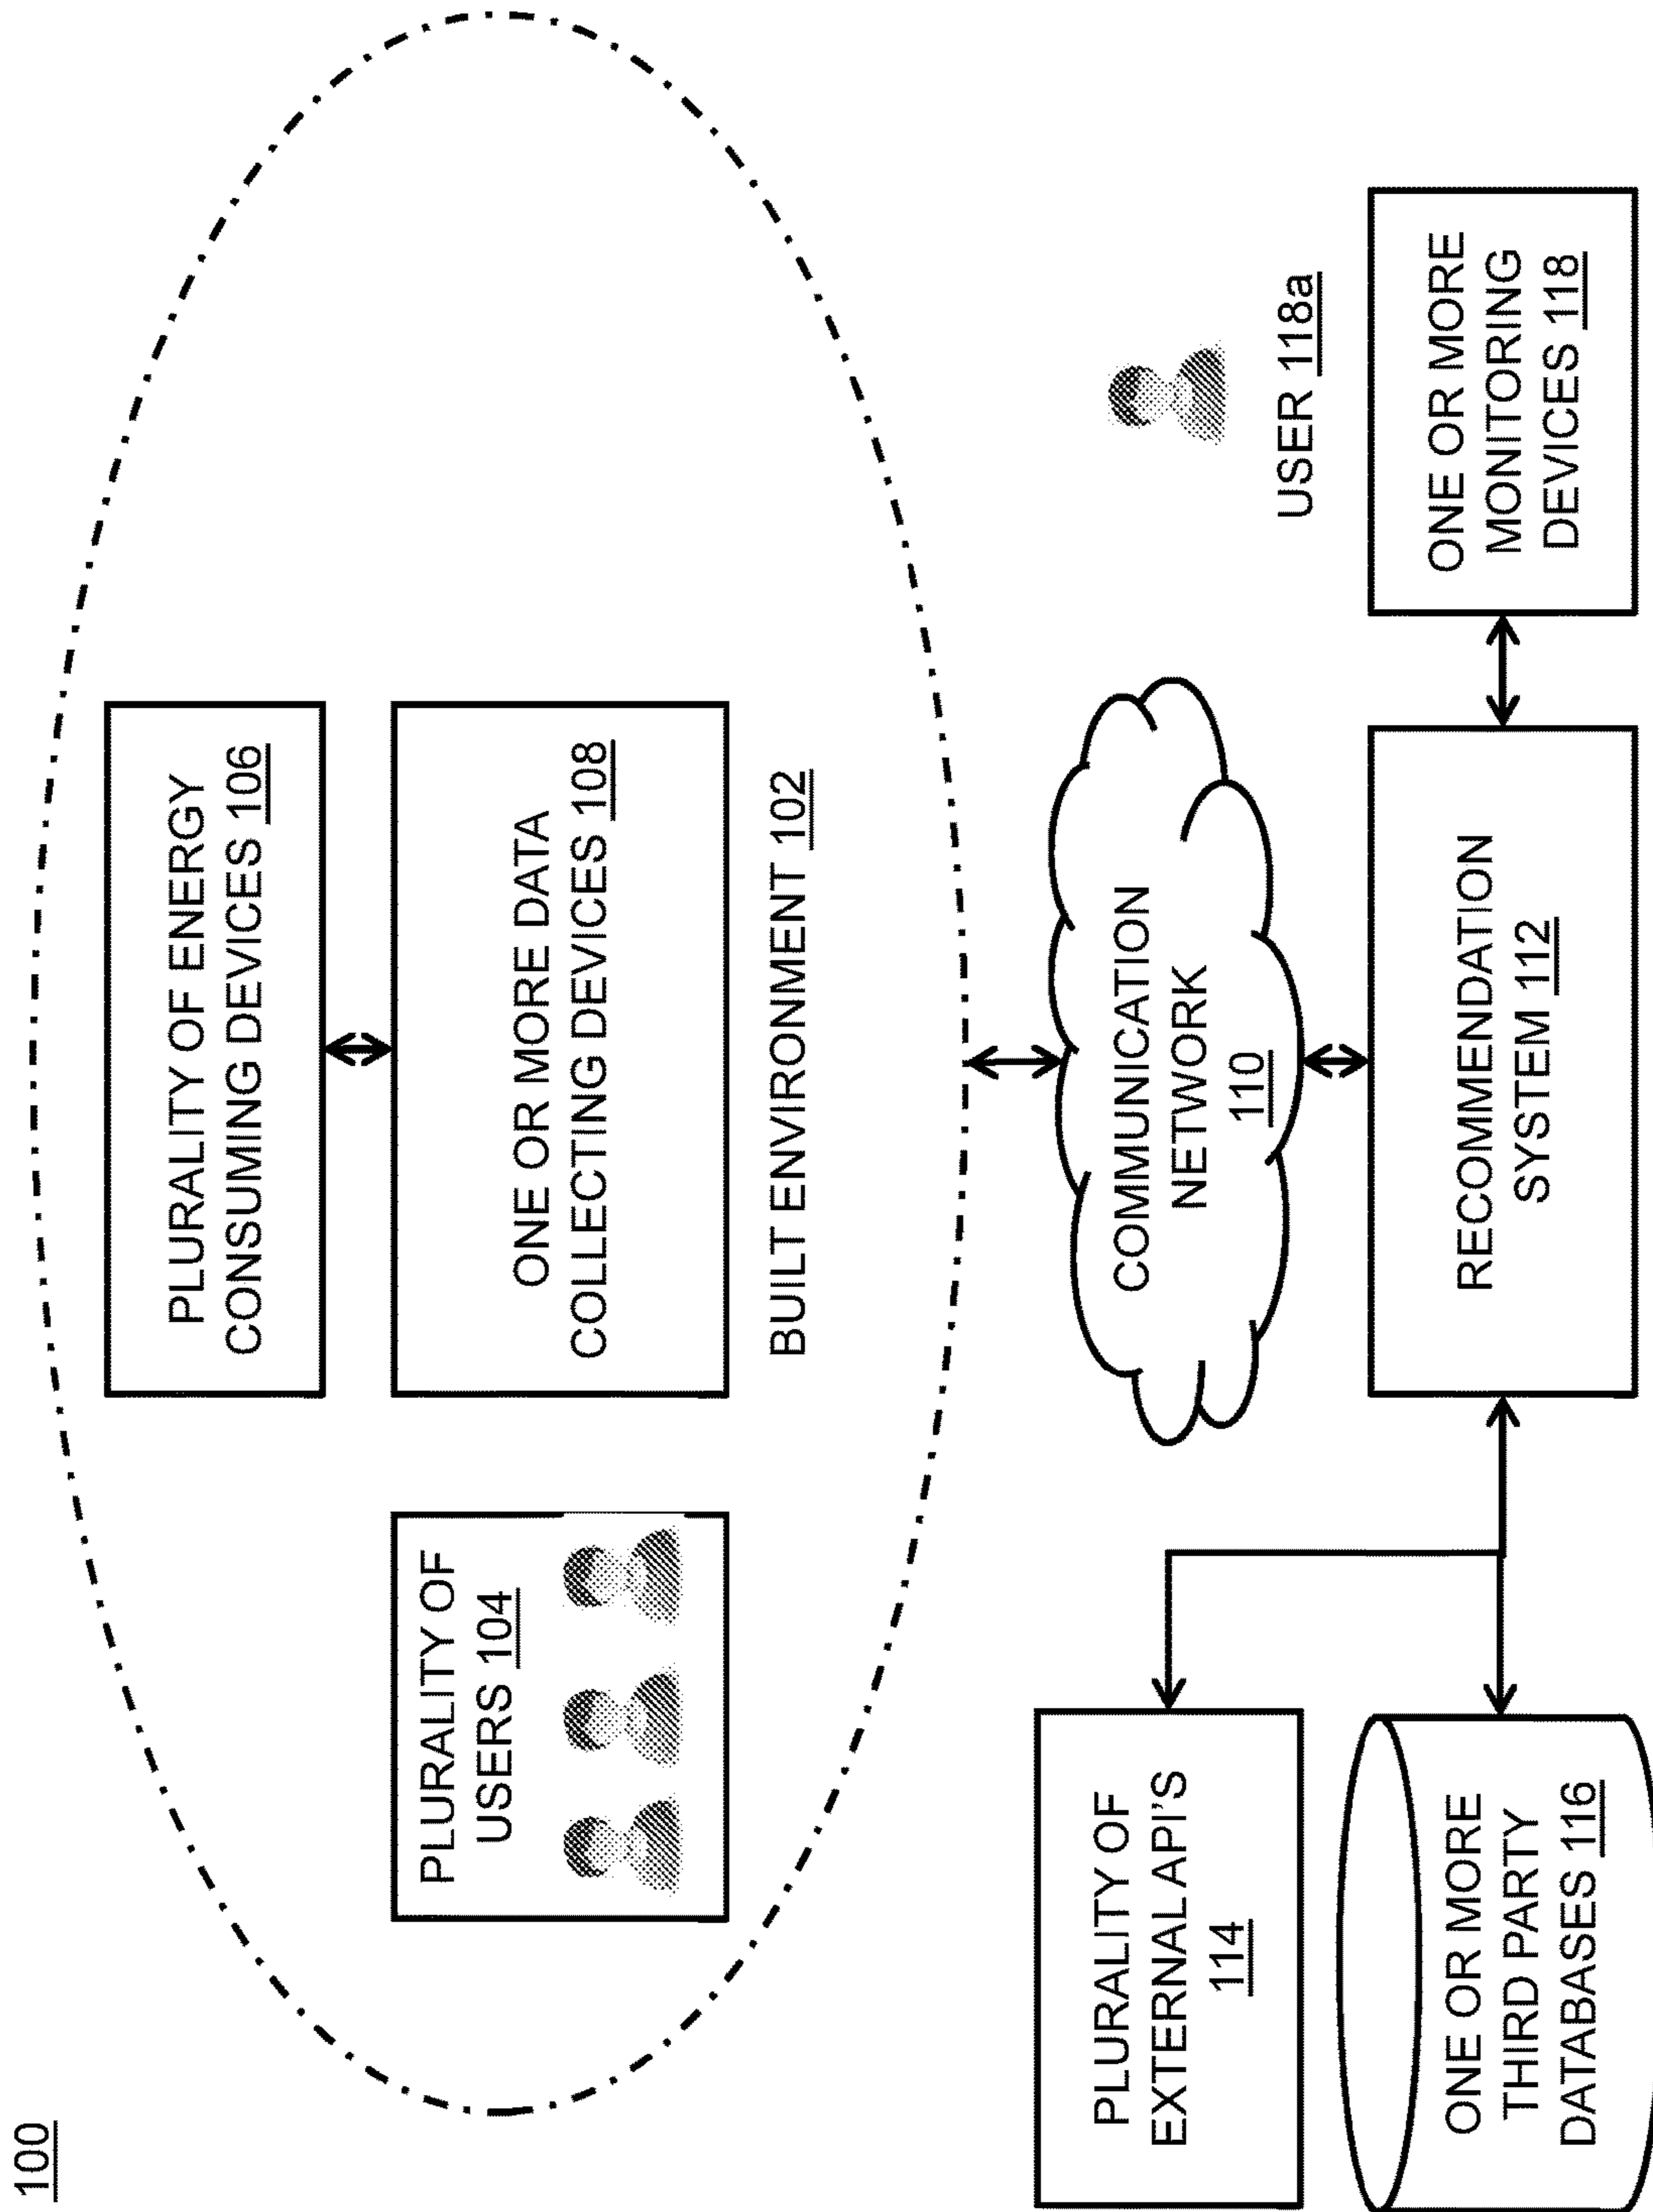 100
PLURALITY OF ENERGY
CONSUMING DEVICES 106
PLURALITY OF
USERS 104
ONE OR MORE DATA
COLLECTING DEVICES 108
BUILT ENVIRONMENT 102
COMMUNICATION
NETWORK
110
USER 118a
PLURALITY OF
EXTERNAL API'S
114
ONE OR MORE
THIRD PARTY
DATABASES 116
RECOMMENDATION
SYSTEM 112
ONE OR MORE
MONITORING
DEVICES 118